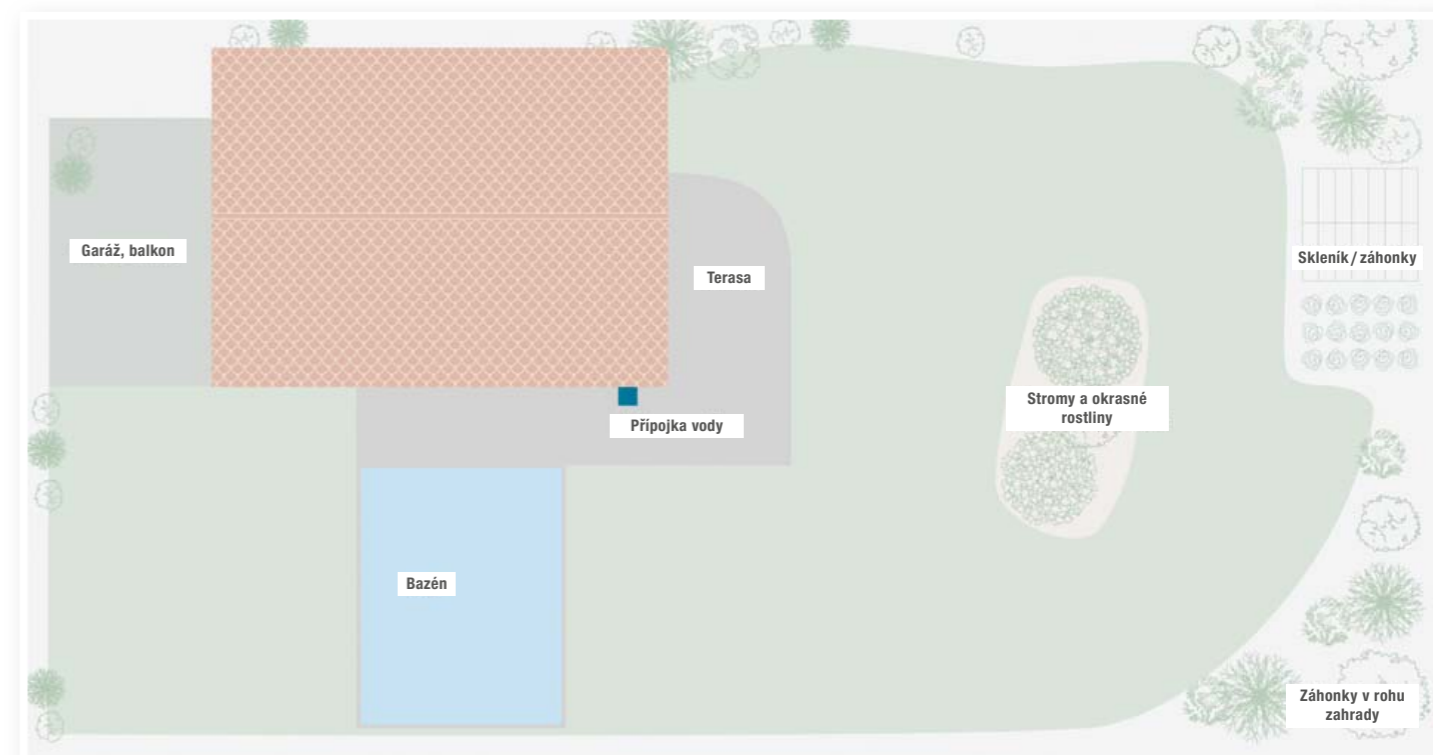 Garáž, balkon
Terasa
Skleník / záhonky
Stromy a okrasné
rostliny
Přípojka vody
Bazén
Záhonky v rohu
zahrady